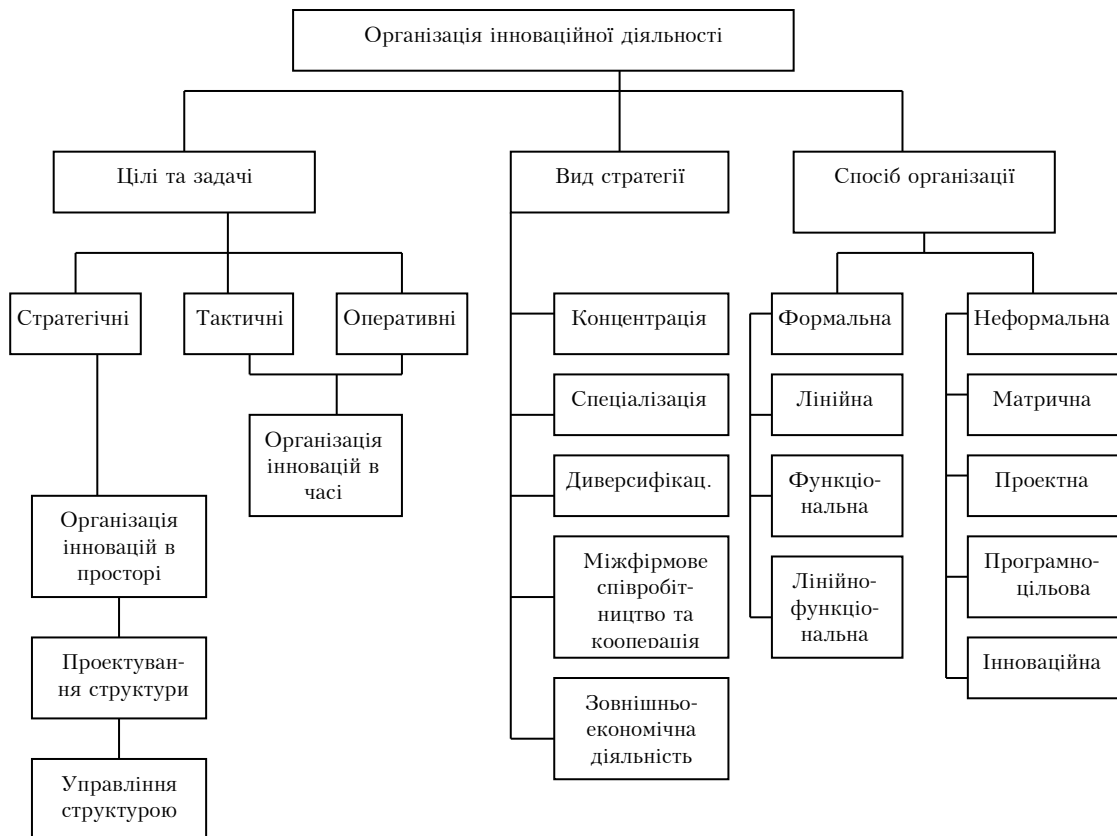 Організація інноваційної діяльності
Цілі та задачі
Вид стратегії
Спосіб організації
Стратегічні
Тактичні
Оперативні
Організація
інновацій в
часі
Організація
інновацій в
просторі
Проектуван-
ня структури
Управління
структурою
Концентрація
Спеціалізація
Диверсифікац.
Міжфірмове
співробіт-
ництво та
кооперація
Зовнішньо-
економічна
діяльність
Формальна
Лінійна
Функціо-
нальна
Лінійно-
функціо-
нальна
Неформальна
Матрична
Проектна
Програмно-
цільова
Інноваційна